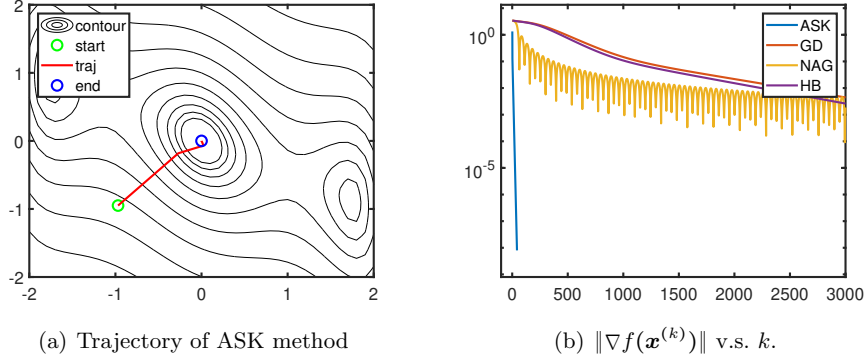 2
1
0
-1
-2
-2
-1
0
1
2
contour
start
traj
end
(a) Trajectory of ASK method
10^0
10^-5
0
500
1000
1500
2000
2500
3000
ASK
GD
NAG
HB
(b) ‖∇f(x^(k))‖ v.s. k.